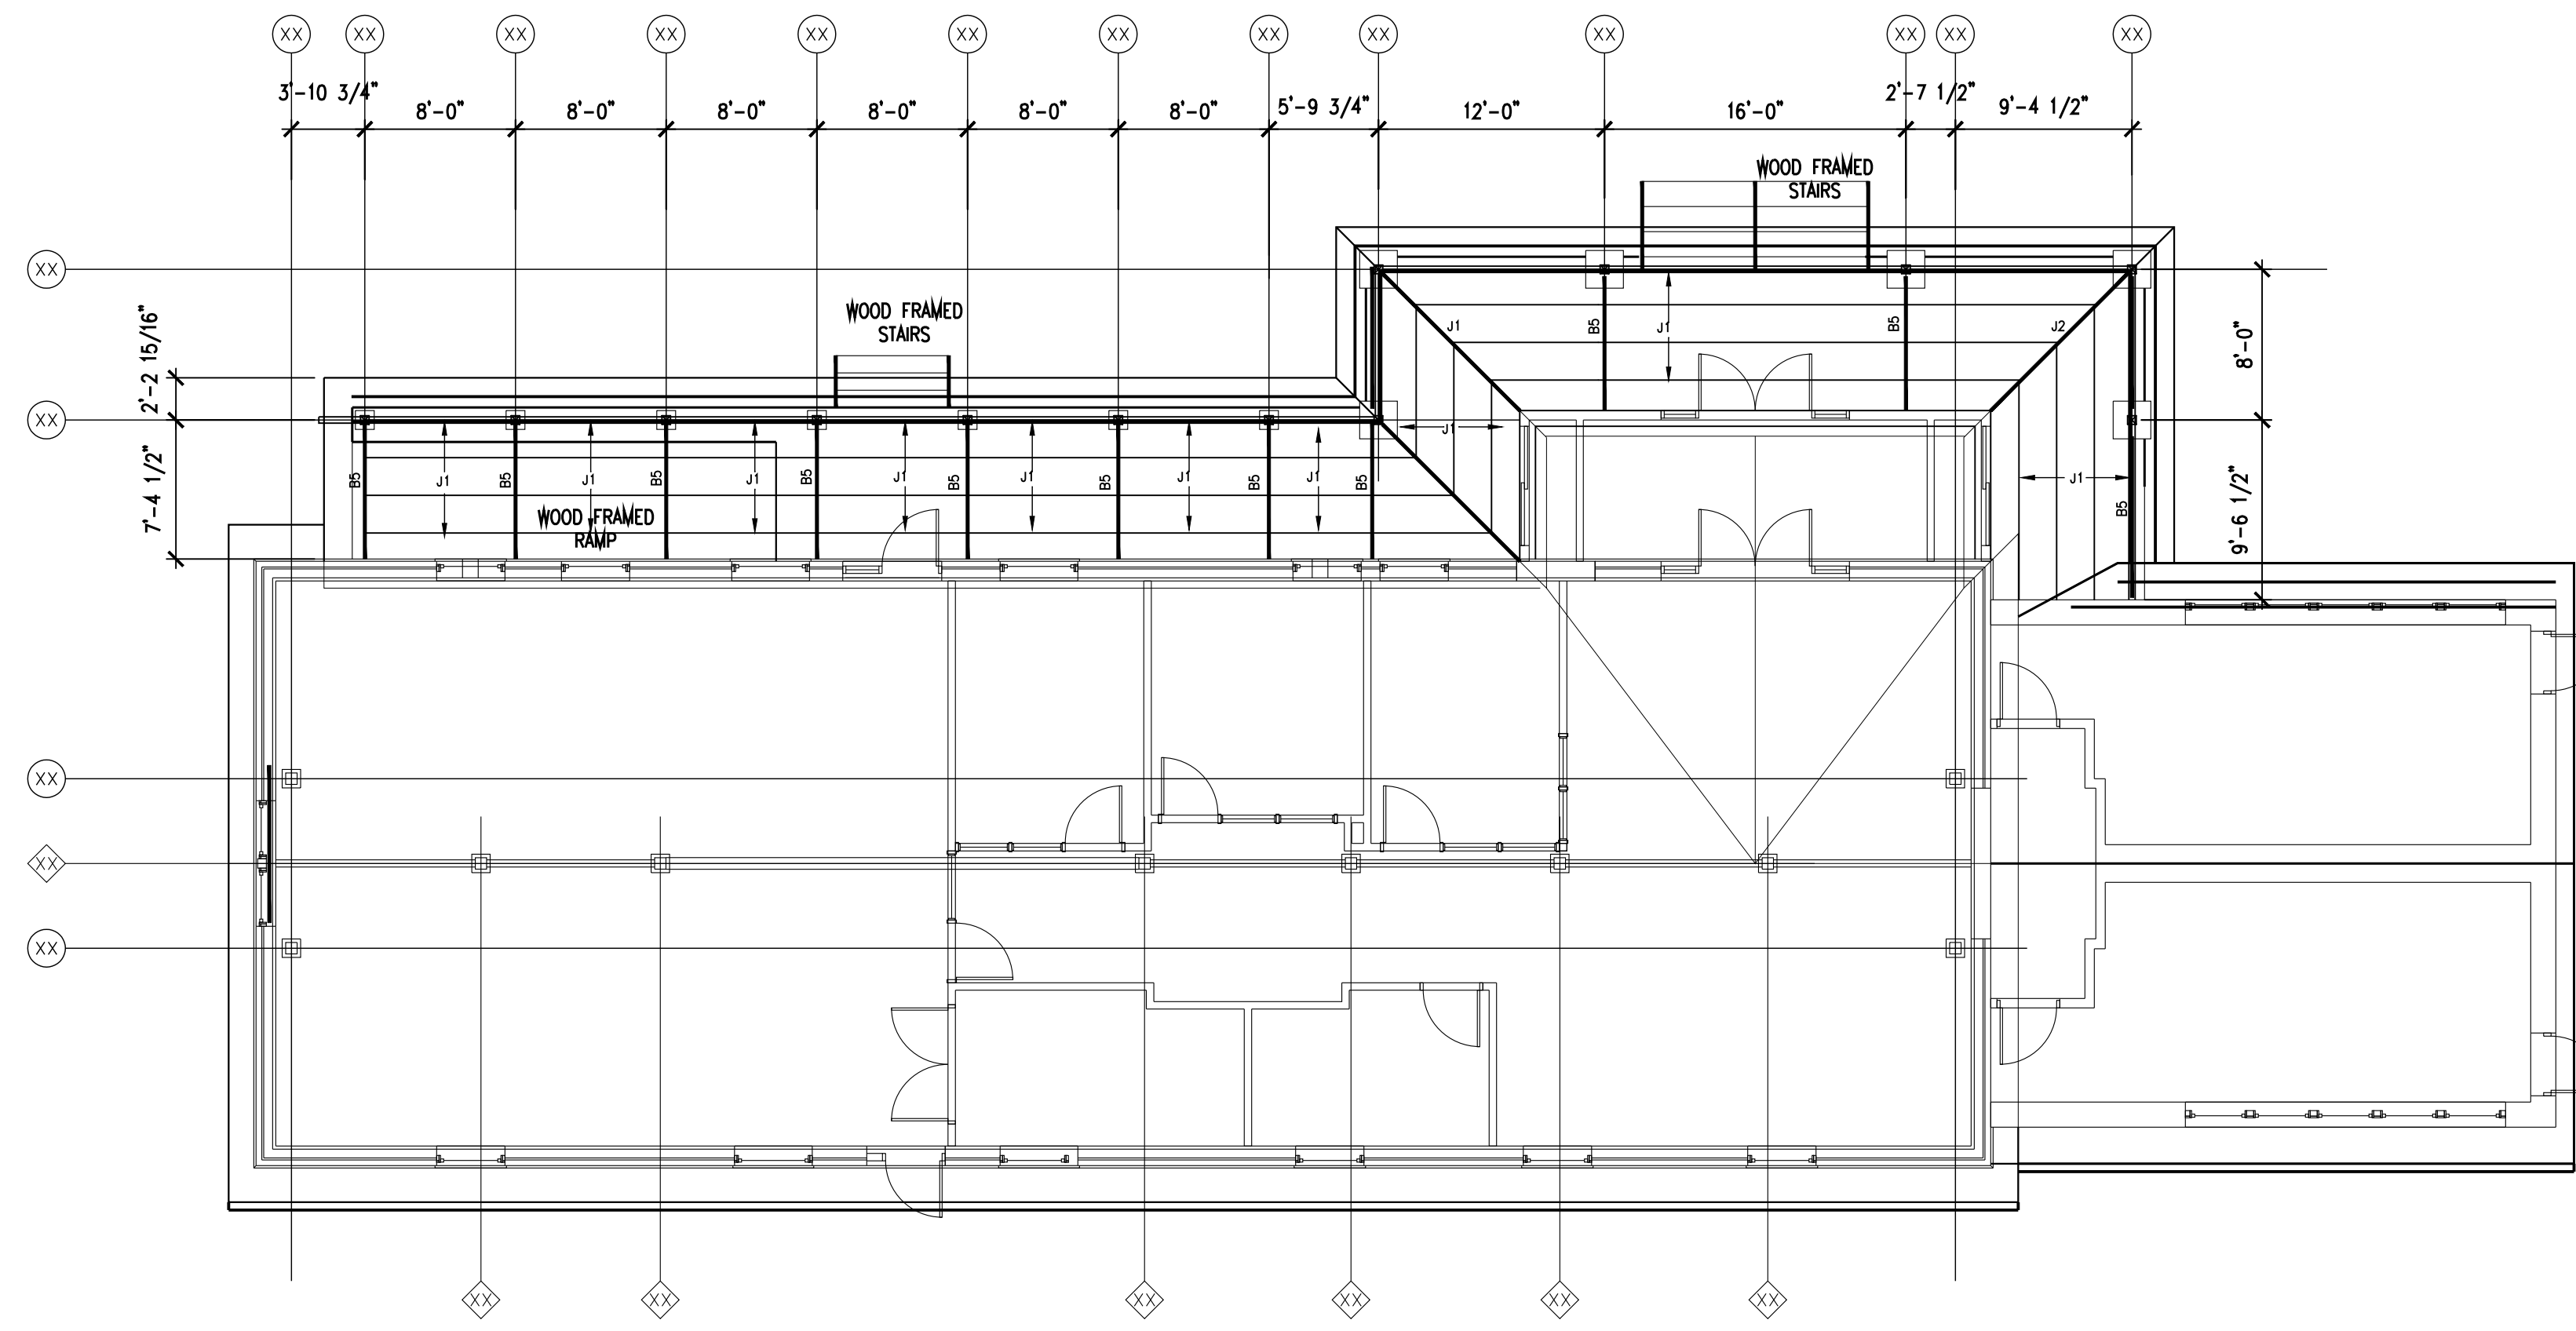 XX XX XX XX XX XX XX XX XX XX XX XX XX
3'-10 3/4" 2'-7 1/2"
8'-0" 8'-0" 8'-0" 8'-0" 8'-0" 8'-0" 5'-9 3/4" 12'-0" 16'-0" 9'-4 1/2"
WOOD FRAMED
STAIRS
XX
WOOD FRAMED
STAIRS
2'-2 15/16"
J1 B5 J1 B5 J2
8'-0"
XX
J1
7'-4 1/2"
B5 J1 B5 J1 B5 J1 B5 J1 B5 J1 B5 J1 B5 J1 B5
J1
B5
9'-6 1/2"
WOOD FRAMED
RAMP
XX
XX
XX
XX XX XX XX XX XX